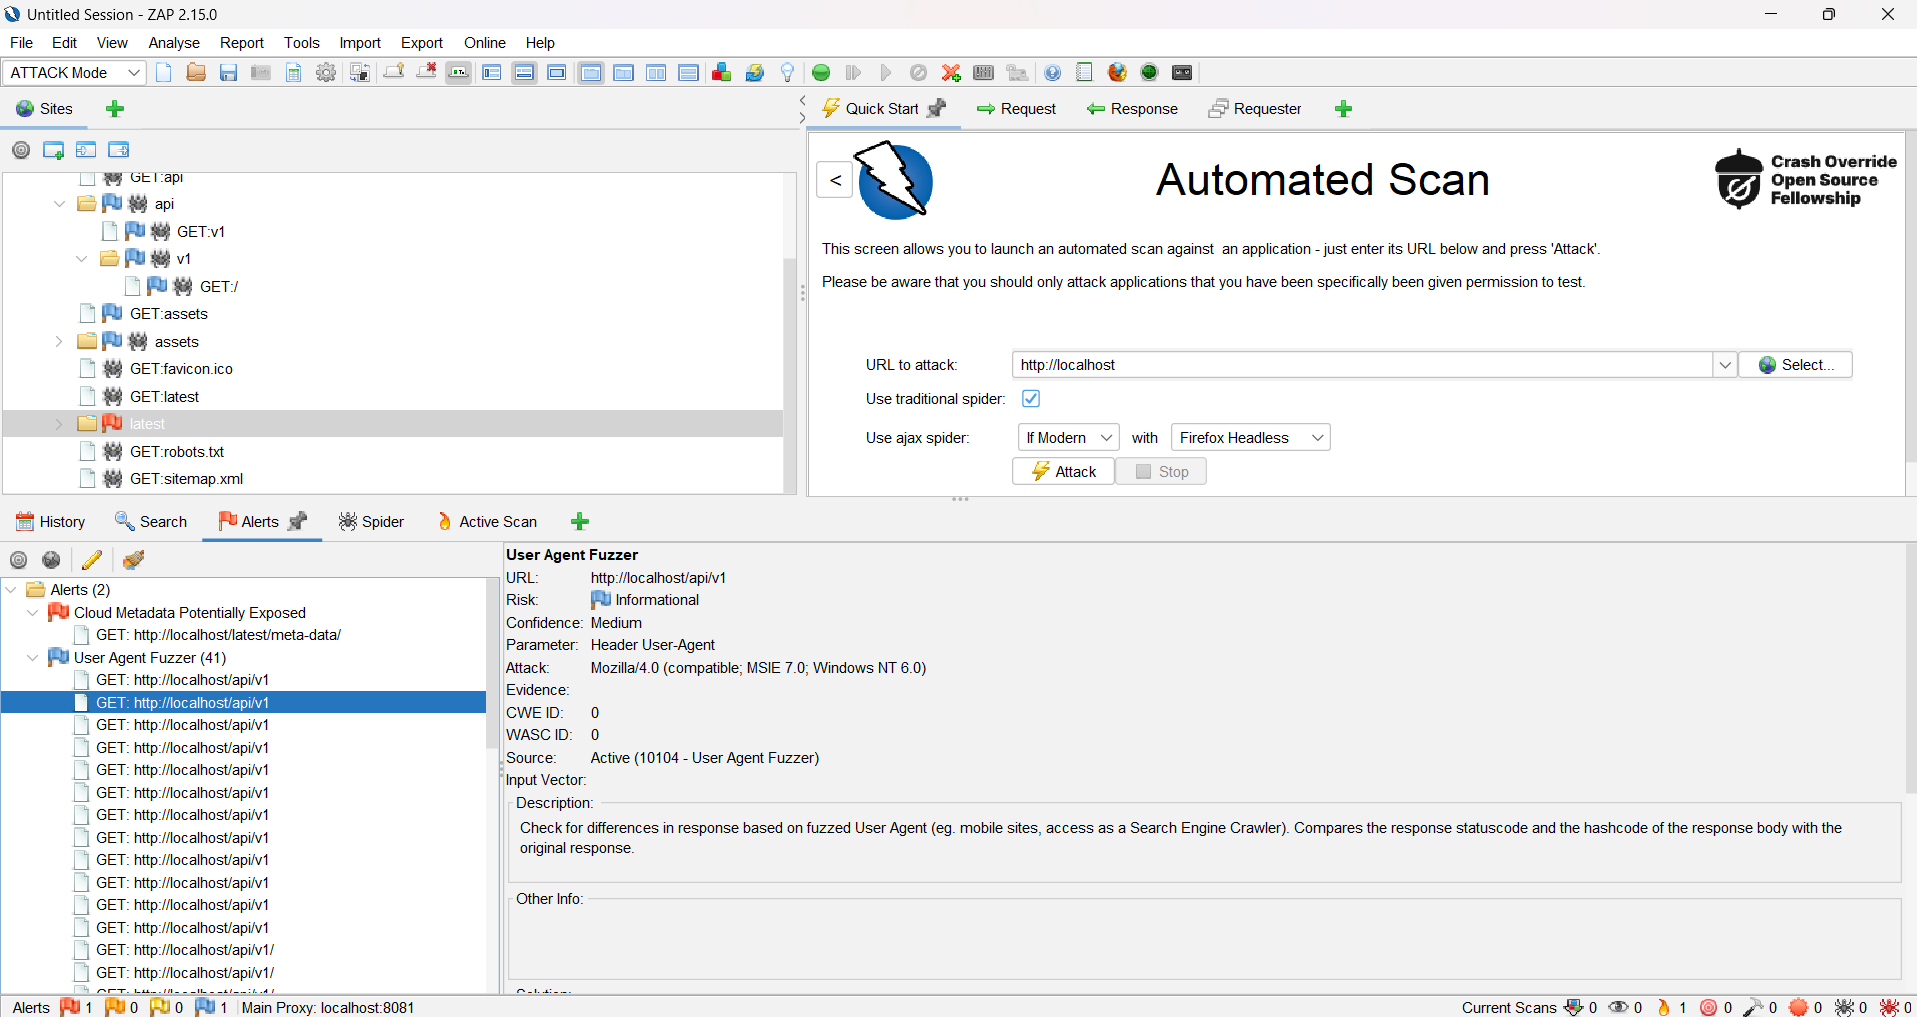 Untitled Session - ZAP 2.15.0
File Edit View Analyse Report Tools Import Export Online Help
ATTACK Mode
Sites
Quick Start Request Response Requester
GET:api
api
GET:v1
v1
GET:/
GET:assets
assets
GET:favicon.ico
GET:latest
latest
GET:robots.txt
GET:sitemap.xml
<
Automated Scan
Crash Override
Open Source
Fellowship
This screen allows you to launch an automated scan against an application - just enter its URL below and press 'Attack'.
Please be aware that you should only attack applications that you have been specifically been given permission to test.
URL to attack: http://localhost Select...
Use traditional spider:
Use ajax spider: If Modern with Firefox Headless
Attack Stop
History Search Alerts Spider Active Scan
Alerts (2)
Cloud Metadata Potentially Exposed
GET: http://localhost/latest/meta-data/
User Agent Fuzzer (41)
GET: http://localhost/api/v1
GET: http://localhost/api/v1
GET: http://localhost/api/v1
GET: http://localhost/api/v1
GET: http://localhost/api/v1
GET: http://localhost/api/v1
GET: http://localhost/api/v1
GET: http://localhost/api/v1
GET: http://localhost/api/v1
GET: http://localhost/api/v1
GET: http://localhost/api/v1
GET: http://localhost/api/v1
GET: http://localhost/api/v1/
GET: http://localhost/api/v1/
User Agent Fuzzer
URL: http://localhost/api/v1
Risk: Informational
Confidence: Medium
Parameter: Header User-Agent
Attack: Mozilla/4.0 (compatible; MSIE 7.0; Windows NT 6.0)
Evidence:
CWE ID: 0
WASC ID: 0
Source: Active (10104 - User Agent Fuzzer)
Input Vector:
Description:
Check for differences in response based on fuzzed User Agent (eg. mobile sites, access as a Search Engine Crawler). Compares the response statuscode and the hashcode of the response body with the
original response.
Other Info:
Alerts 1 0 0 1 Main Proxy: localhost:8081
Current Scans 0 0 1 0 0 0 0 0